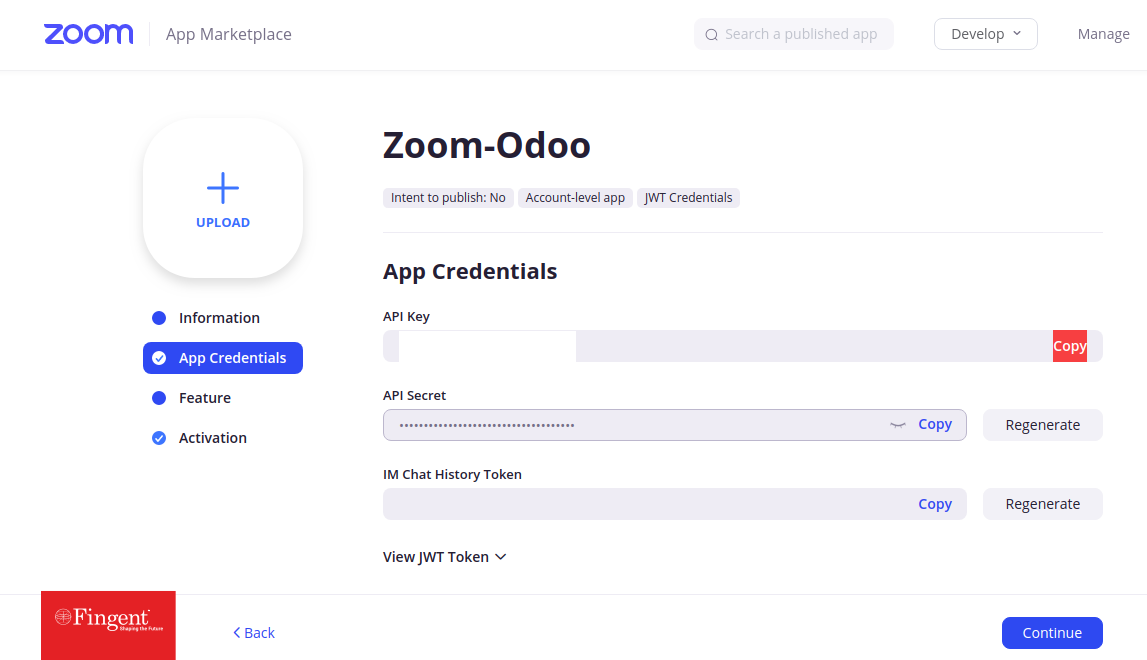 zoom App Marketplace Search a published app Develop Manage
UPLOAD
Information
App Credentials
Feature
Activation
Zoom-Odoo
Intent to publish: No Account-level app JWT Credentials
App Credentials
API Key
Copy
API Secret
•••••••••••••••••••••••••••••••••••• Copy Regenerate
IM Chat History Token
Copy Regenerate
View JWT Token
Fingent
Shaping the Future
Back Continue